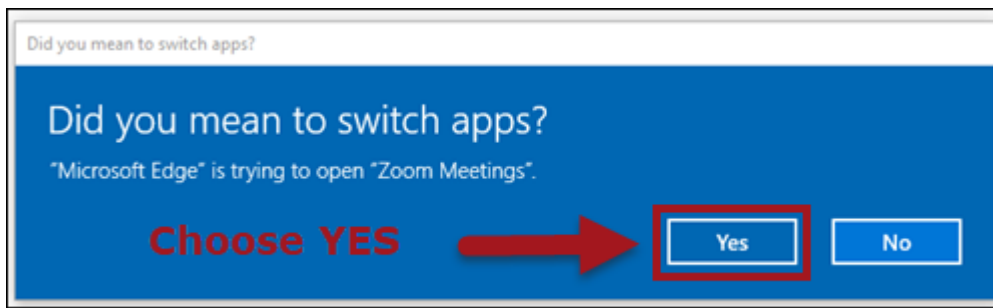 Did you mean to switch apps?
Did you mean to switch apps?
"Microsoft Edge" is trying to open "Zoom Meetings".
Choose YES
Yes
No